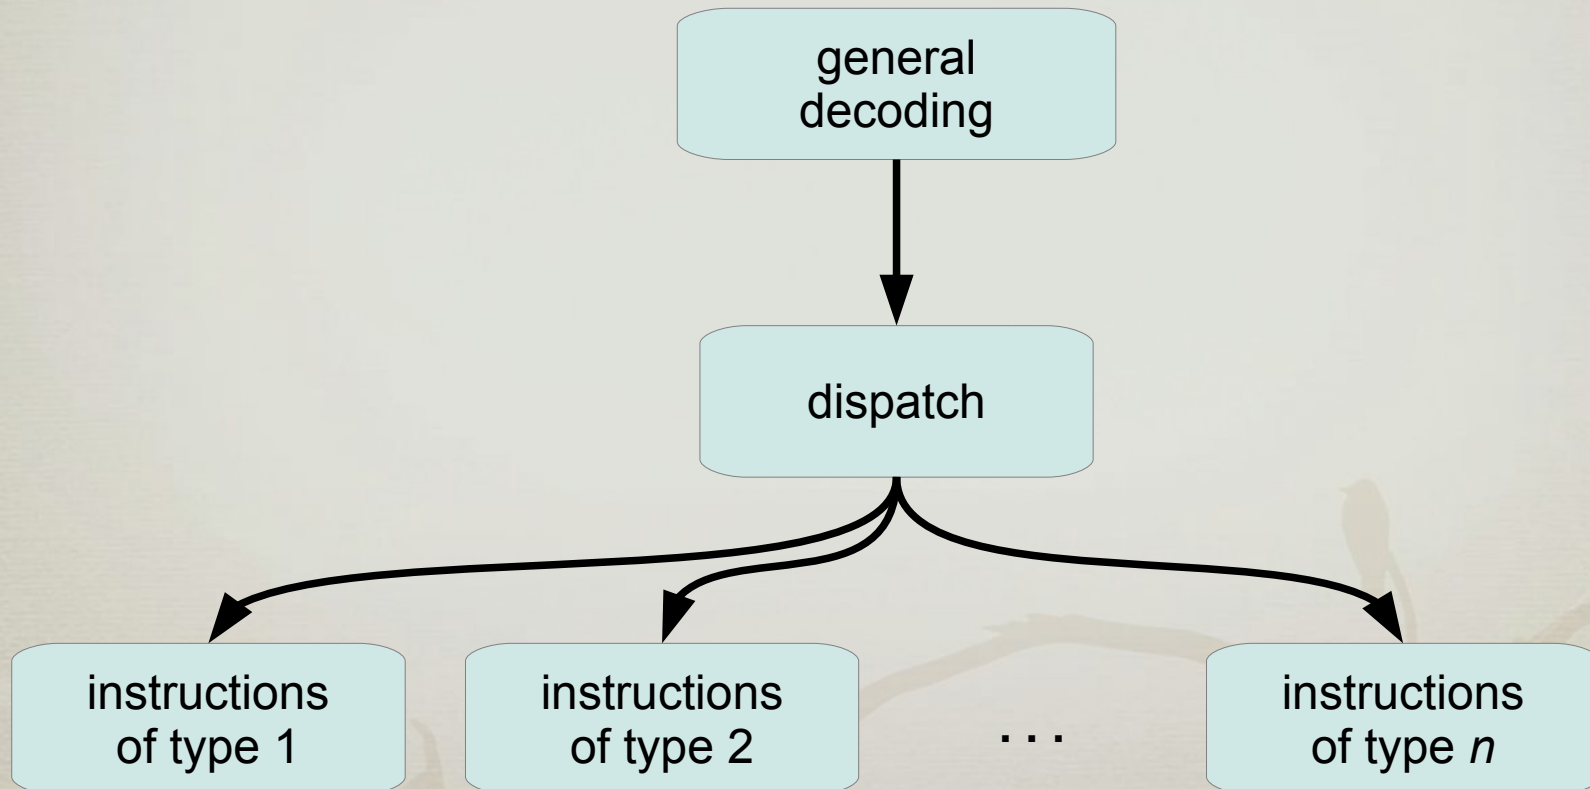 general
decoding
dispatch
instructions
of type 1
instructions
of type 2
. . .
instructions
of type n